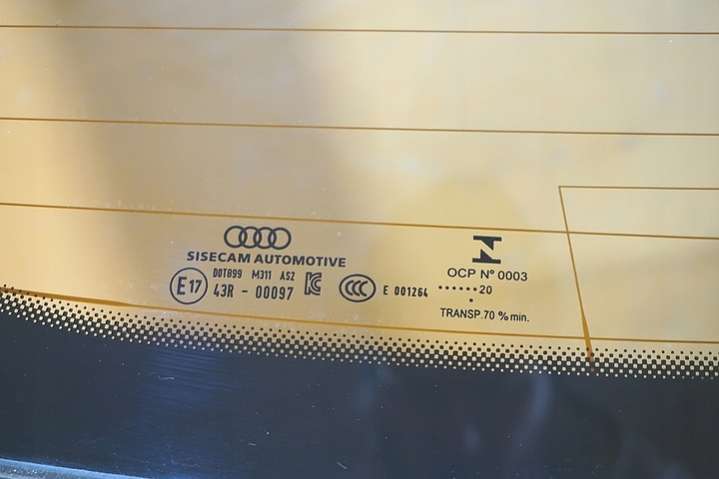 SISECAM AUTOMOTIVE
E17 DOT899 M311 AS2
43R - 00097
E 001264
OCP Nº 0003
......20
.
TRANSP.70 %min.